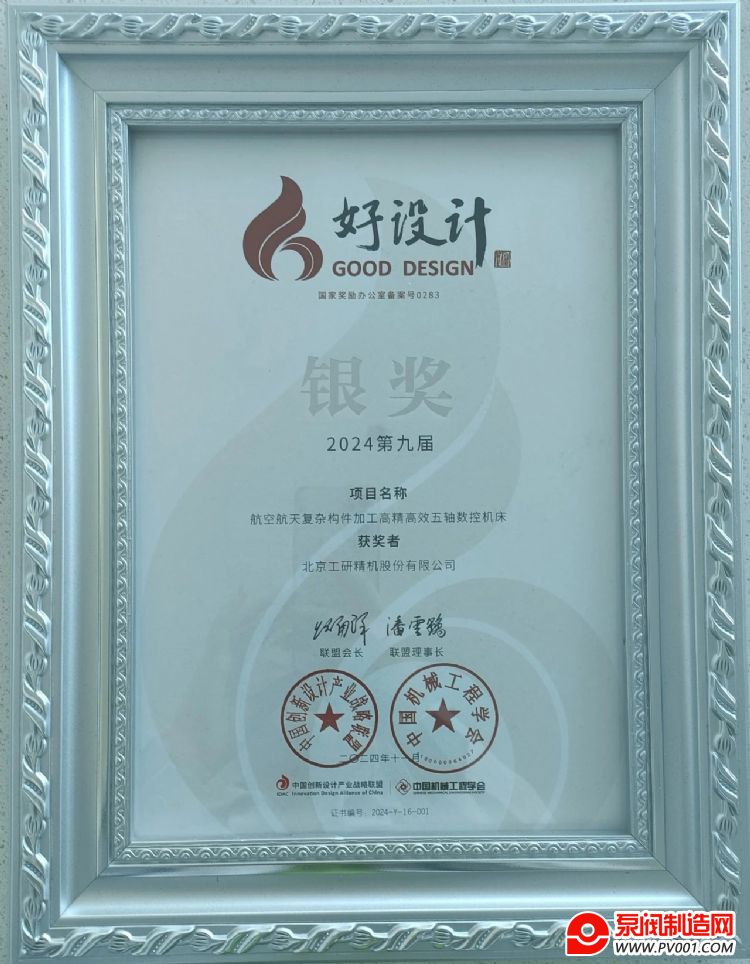 好设计
GOOD DESIGN
国家奖励办公室备案号0283
银奖
2024第九届
项目名称
航空航天复杂构件加工高精高效五轴数控机床
获奖者
北京工研精机股份有限公司
潘云鹤
联盟会长 联盟理事长
中国创新设计产业战略联盟
中国机械工程学会
二〇二四年十一月
中国创新设计产业战略联盟
IDAC Innovation Design Alliance of China
中国机械工程学会
CHINESE MECHANICAL ENGINEERING SOCIETY
证书编号：2024-Y-16-001
泵阀制造网
WWW.PV001.COM